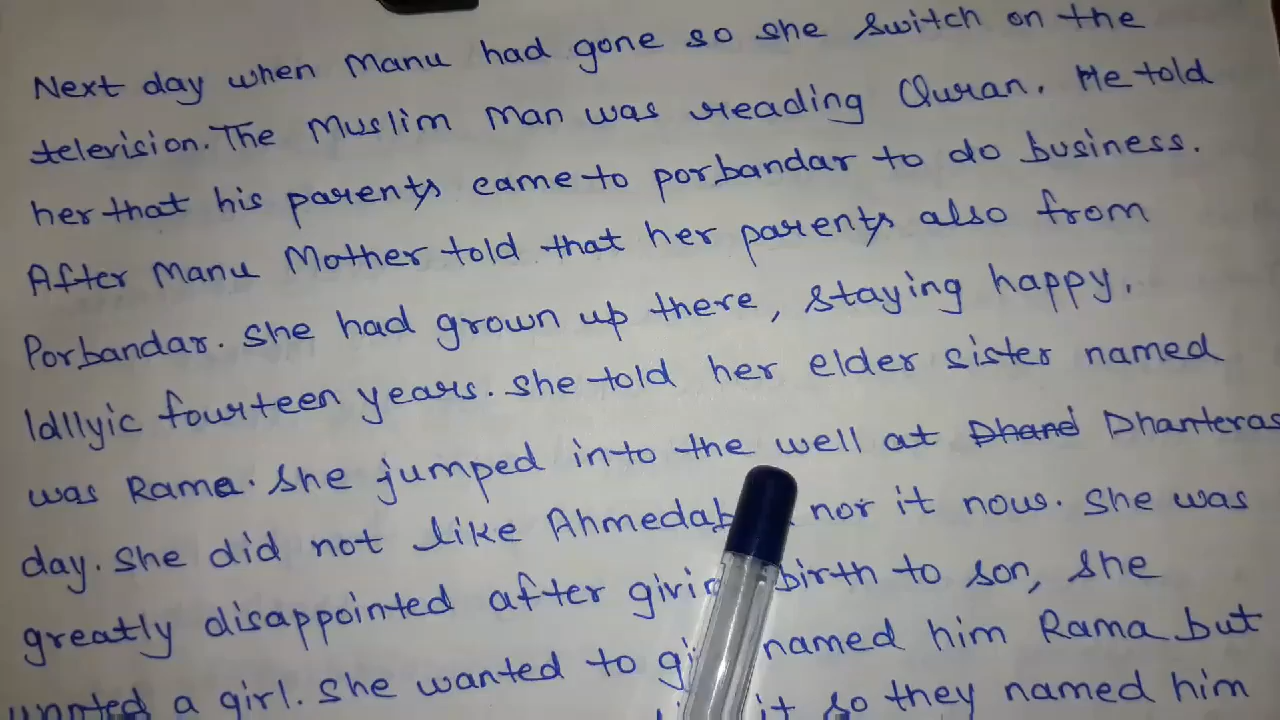 Next day when Manu had gone so she switch on the
television. The Muslim man was reading Quran. He told
her that his parents came to porbandar to do business.
After Manu Mother told that her parents also from
Porbandar. She had grown up there, staying happy.
Idllyic fourteen years. She told her elder sister named
was Rama. She jumped into the well at Dhand Dhanteras
day. She did not like nor it now. She was
greatly disappointed after birth to son, she
a girl. She wanted to named him Rama but
it so they named him